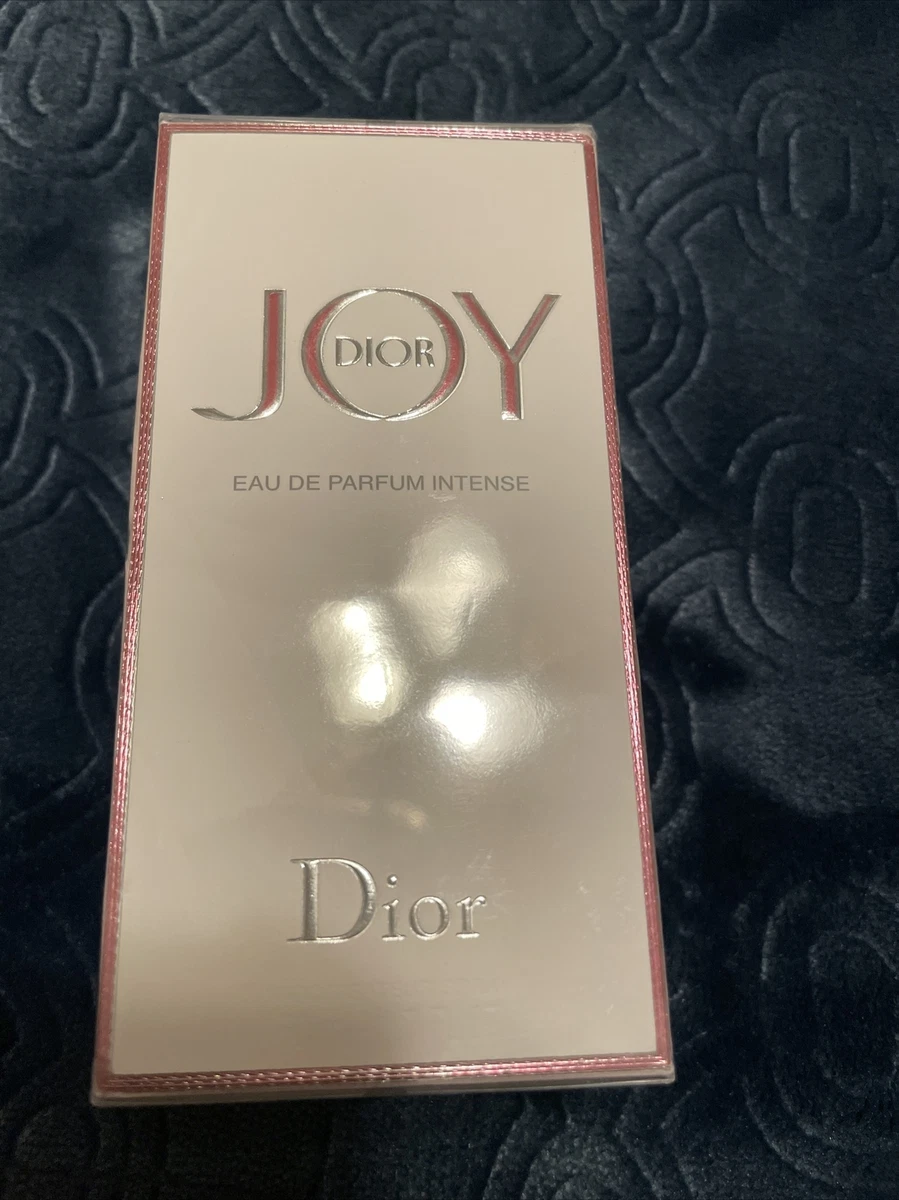 JOY
DIOR
EAU DE PARFUM INTENSE
Dior